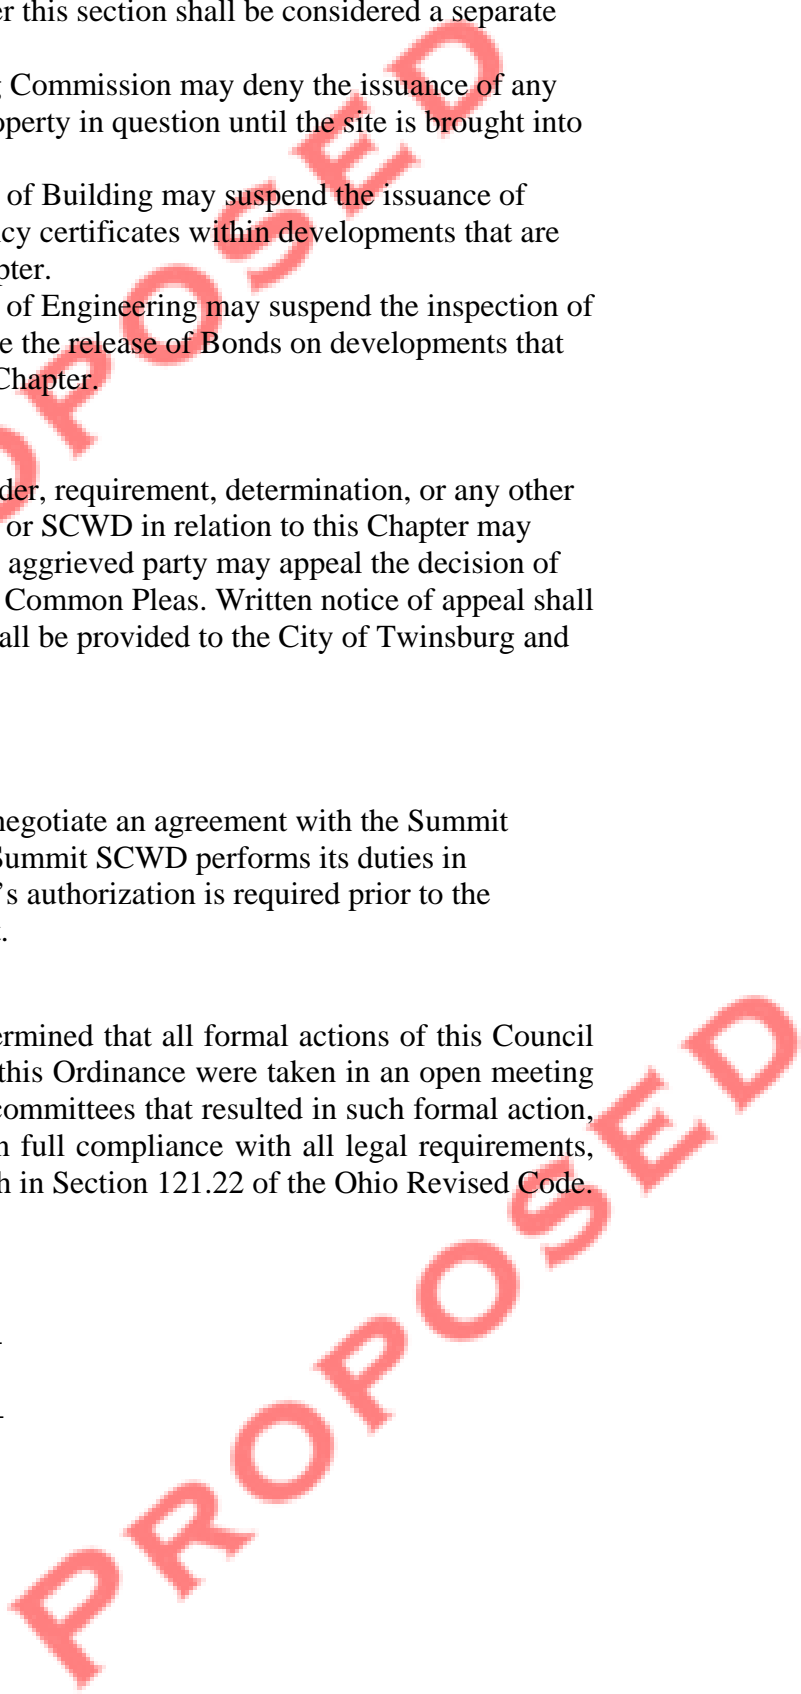 er this section shall be considered a separate
g Commission may deny the issuance of any
operty in question until the site is brought into
of Building may suspend the issuance of
ncy certificates within developments that are
pter.
of Engineering may suspend the inspection of
e the release of Bonds on developments that
Chapter.
der, requirement, determination, or any other
or SCWD in relation to this Chapter may
aggrieved party may appeal the decision of
Common Pleas. Written notice of appeal shall
all be provided to the City of Twinsburg and
negotiate an agreement with the Summit
Summit SCWD performs its duties in
's authorization is required prior to the
.
ermined that all formal actions of this Council
this Ordinance were taken in an open meeting
committees that resulted in such formal action,
n full compliance with all legal requirements,
h in Section 121.22 of the Ohio Revised Code.
OPOSED
PROPOSED